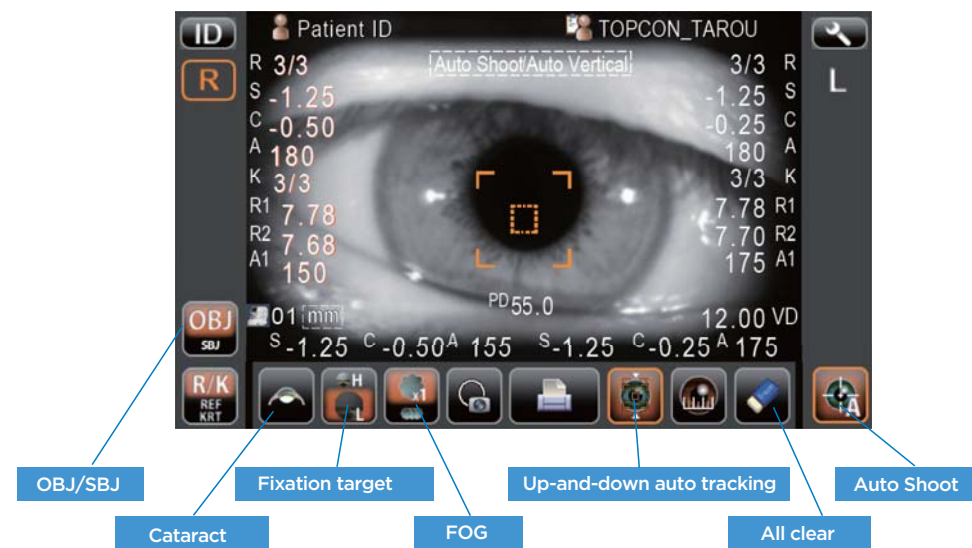 ID Patient ID TOPCON_TAROU
R Auto Shoot/Auto Vertical L
R 3/3 3/3 R
S -1.25 -1.25 S
C -0.50 -0.25 C
A 180 180 A
K 3/3 3/3 K
R1 7.78 7.78 R1
R2 7.68 7.70 R2
A1 150 175 A1
PD 55.0
01 mm 12.00 VD
S -1.25 C -0.50 A 155 S -1.25 C -0.25 A 175
OBJ
SBJ
R/K
REF
KRT
H
L
x1
A
OBJ/SBJ
Fixation target
Up-and-down auto tracking
Auto Shoot
Cataract
FOG
All clear